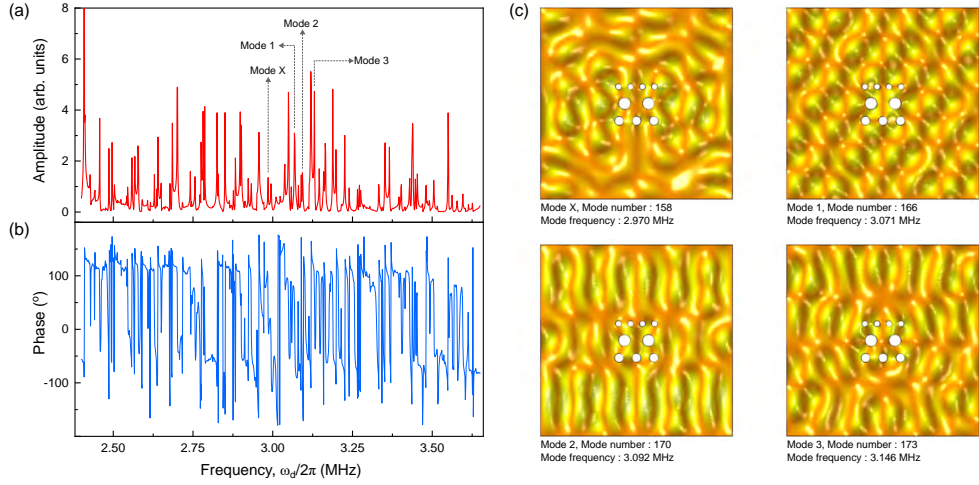 (a)
8
6
4
2
0
Amplitude (arb. units)
Mode 2
Mode 1
Mode X
Mode 3
(b)
100
0
-100
Phase (°)
2.50
2.75
3.00
3.25
3.50
Frequency, ωd/2π (MHz)
(c)
Mode X, Mode number : 158
Mode frequency : 2.970 MHz
Mode 1, Mode number : 166
Mode frequency : 3.071 MHz
Mode 2, Mode number : 170
Mode frequency : 3.092 MHz
Mode 3, Mode number : 173
Mode frequency : 3.146 MHz